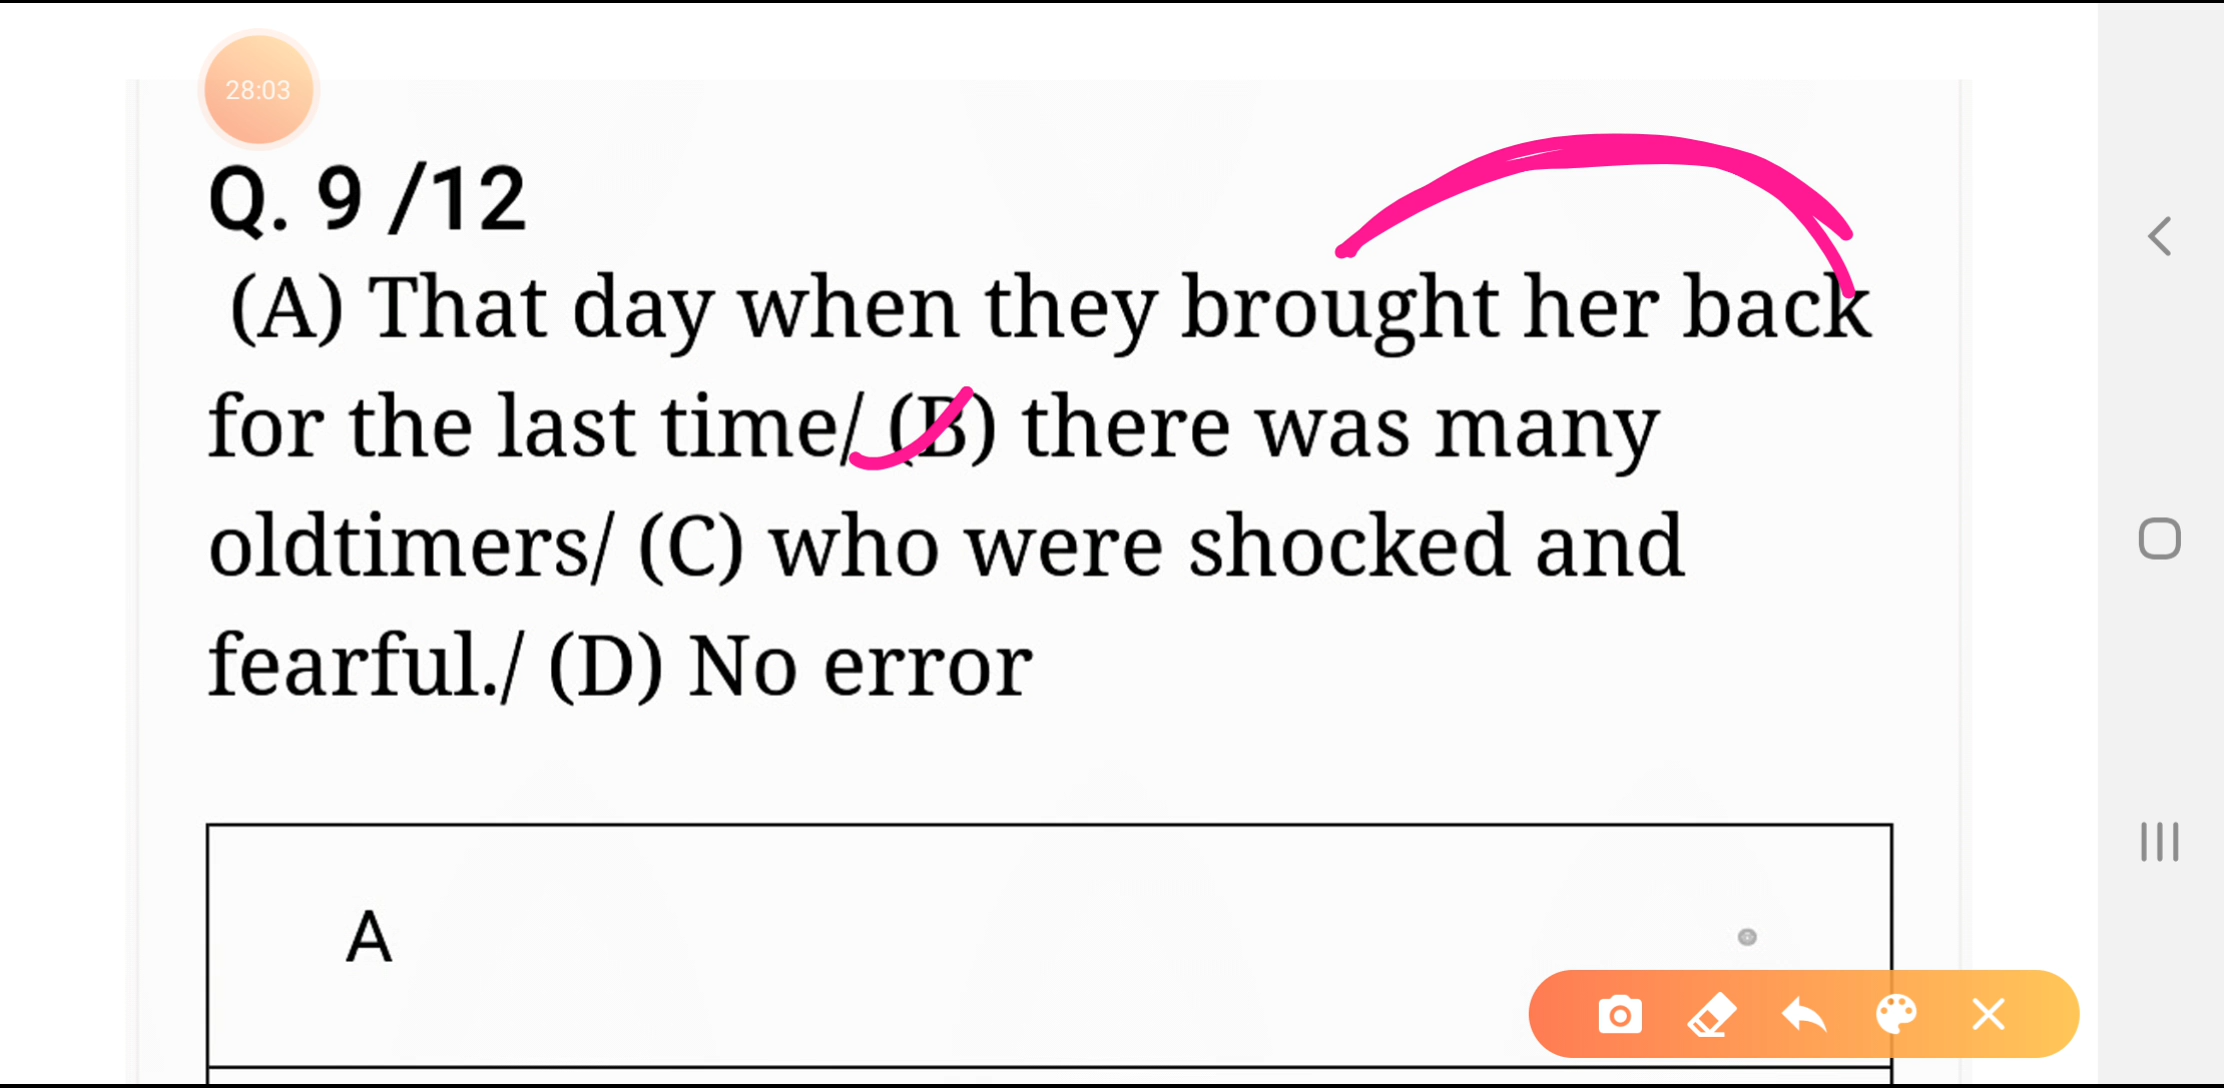 28:03
Q. 9 /12
(A) That day when they brought her back
for the last time/ (B) there was many
oldtimers/ (C) who were shocked and
fearful./ (D) No error
A